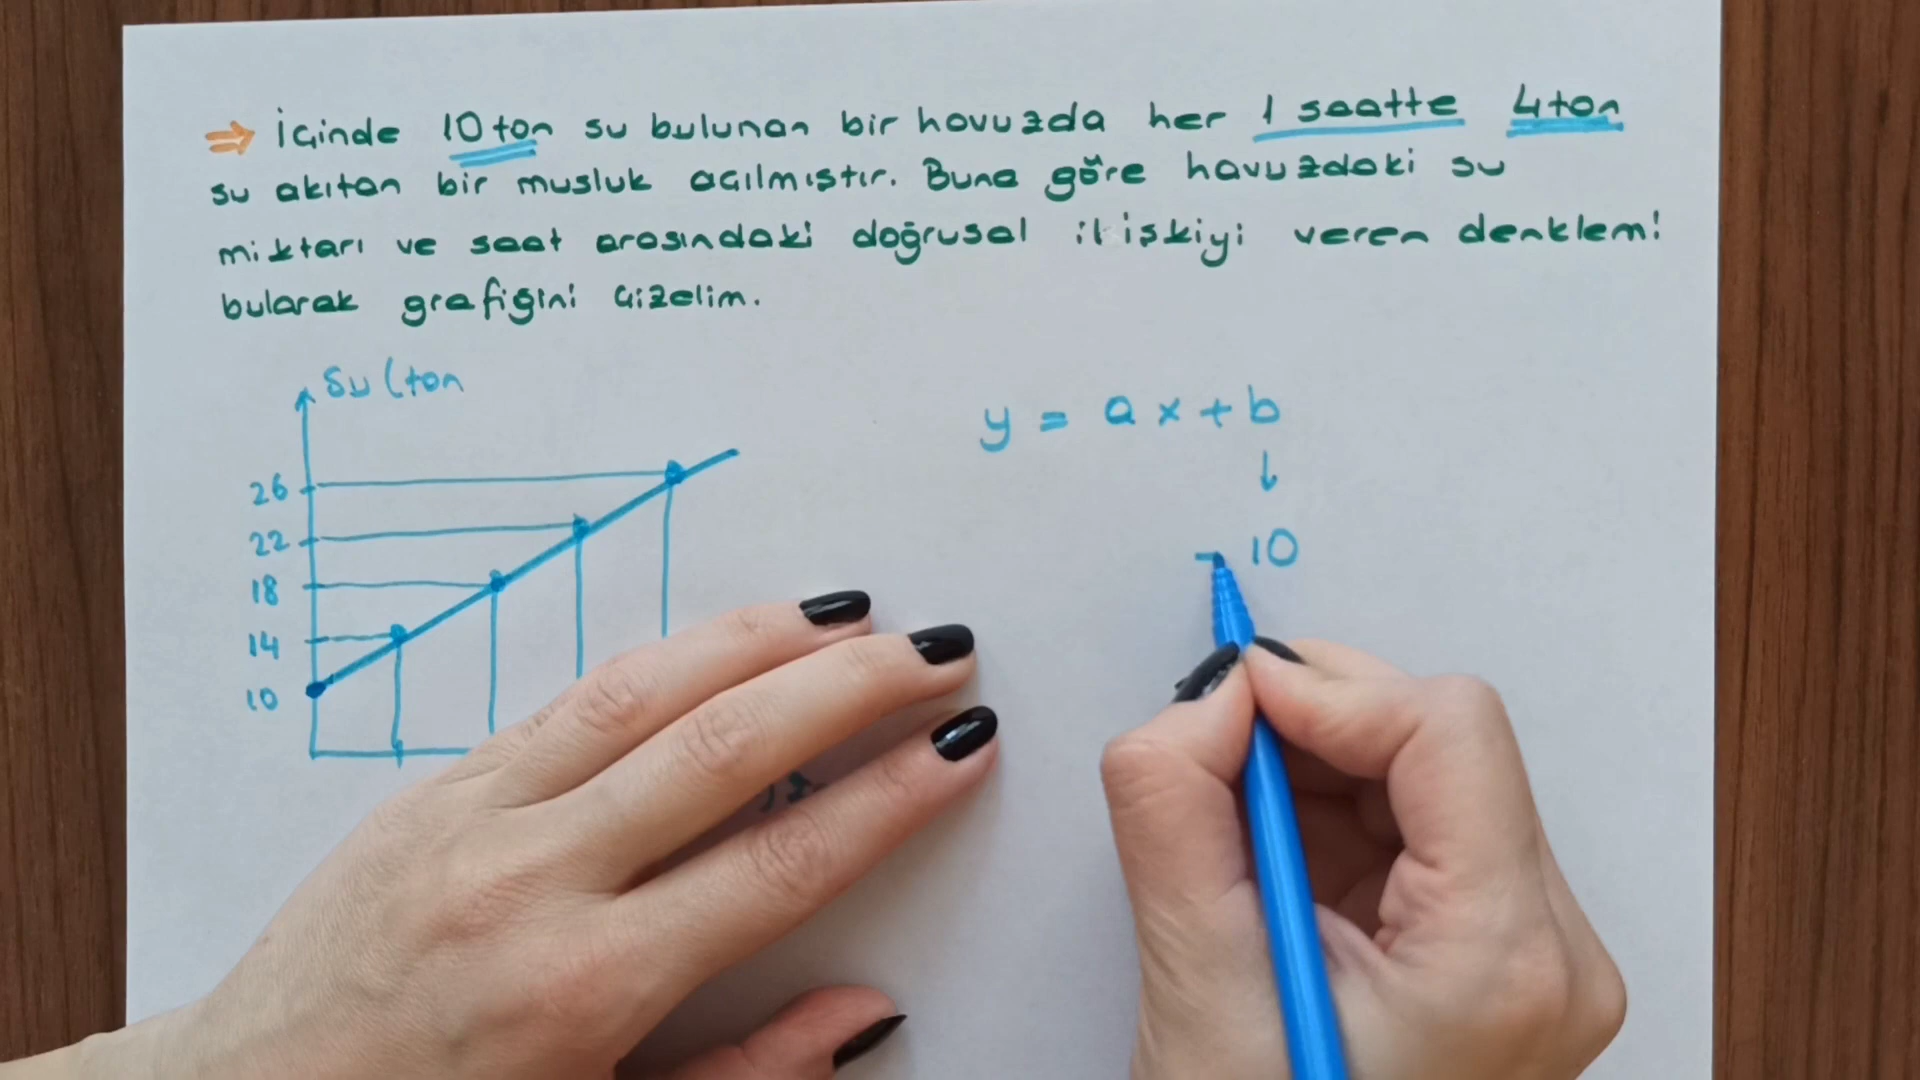 ⇒ İçinde 10 ton su bulunan bir havuzda her 1 saatte 4 ton
su akıtan bir musluk açılmıştır. Buna göre havuzdaki su
miktarı ve saat arasındaki doğrusal ilişkiyi veren denklemi
bularak grafiğini çizelim.
Su (ton
26
22
18
14
10
y = ax + b
↓
10